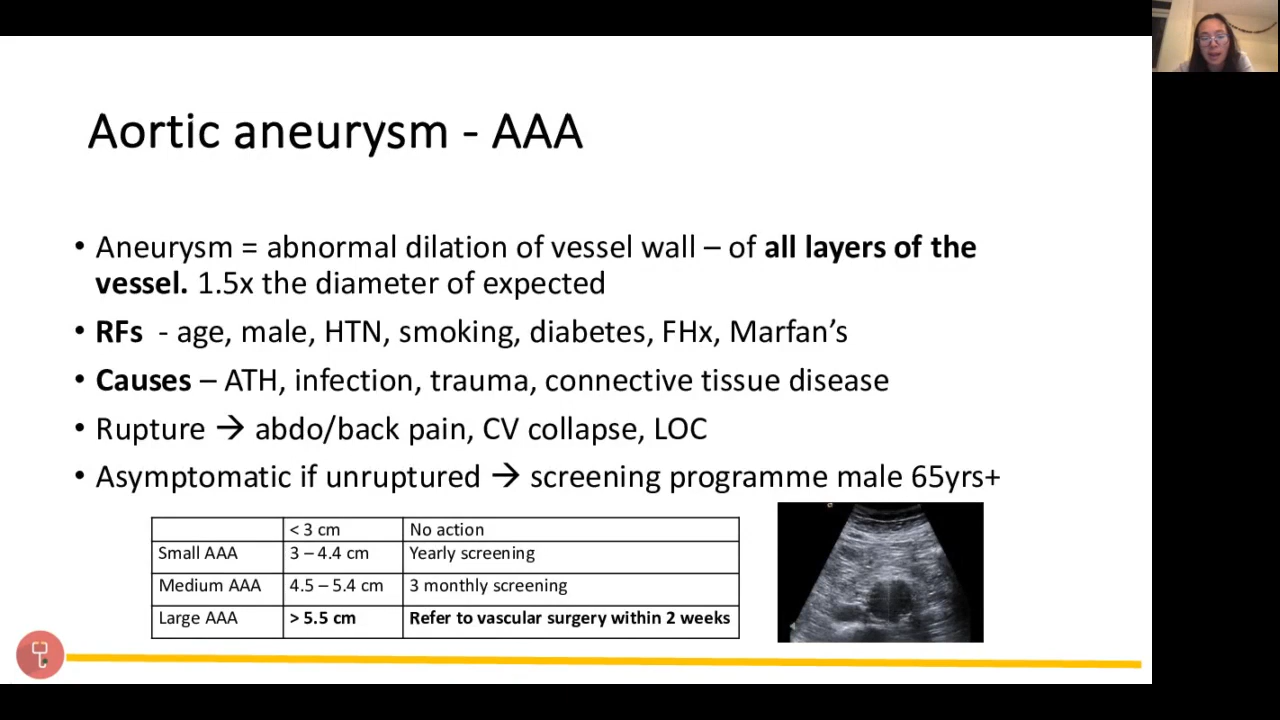 Aortic aneurysm - AAA
• Aneurysm = abnormal dilation of vessel wall – of all layers of the
vessel. 1.5x the diameter of expected
• RFs - age, male, HTN, smoking, diabetes, FHx, Marfan’s
• Causes – ATH, infection, trauma, connective tissue disease
• Rupture → abdo/back pain, CV collapse, LOC
• Asymptomatic if unruptured → screening programme male 65yrs+
< 3 cm No action
Small AAA 3 – 4.4 cm Yearly screening
Medium AAA 4.5 – 5.4 cm 3 monthly screening
Large AAA > 5.5 cm Refer to vascular surgery within 2 weeks